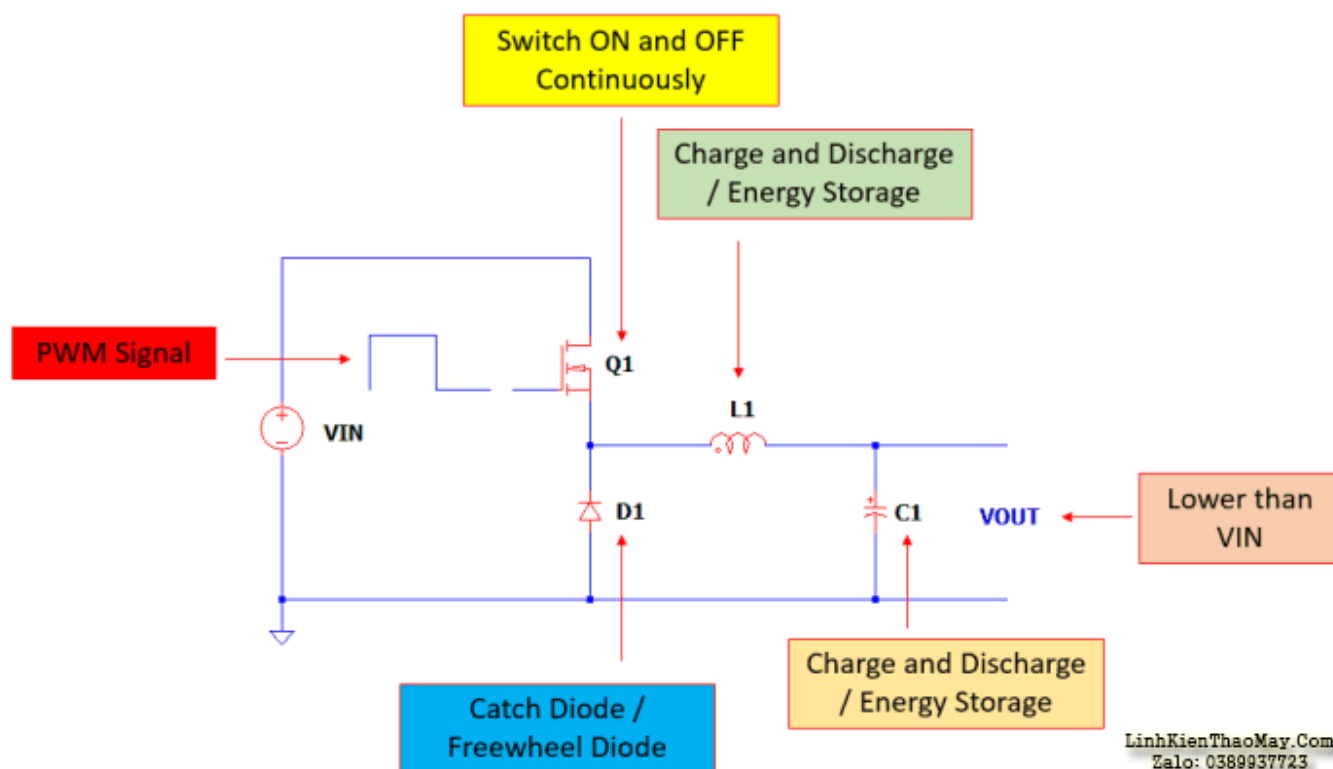 Switch ON and OFF
Continuously
Charge and Discharge
/ Energy Storage
PWM Signal
Q1
L1
VIN
D1
C1
VOUT
Lower than
VIN
Catch Diode /
Freewheel Diode
Charge and Discharge
/ Energy Storage
LinhKienThaoMay.Com
Zalo: 0389937723